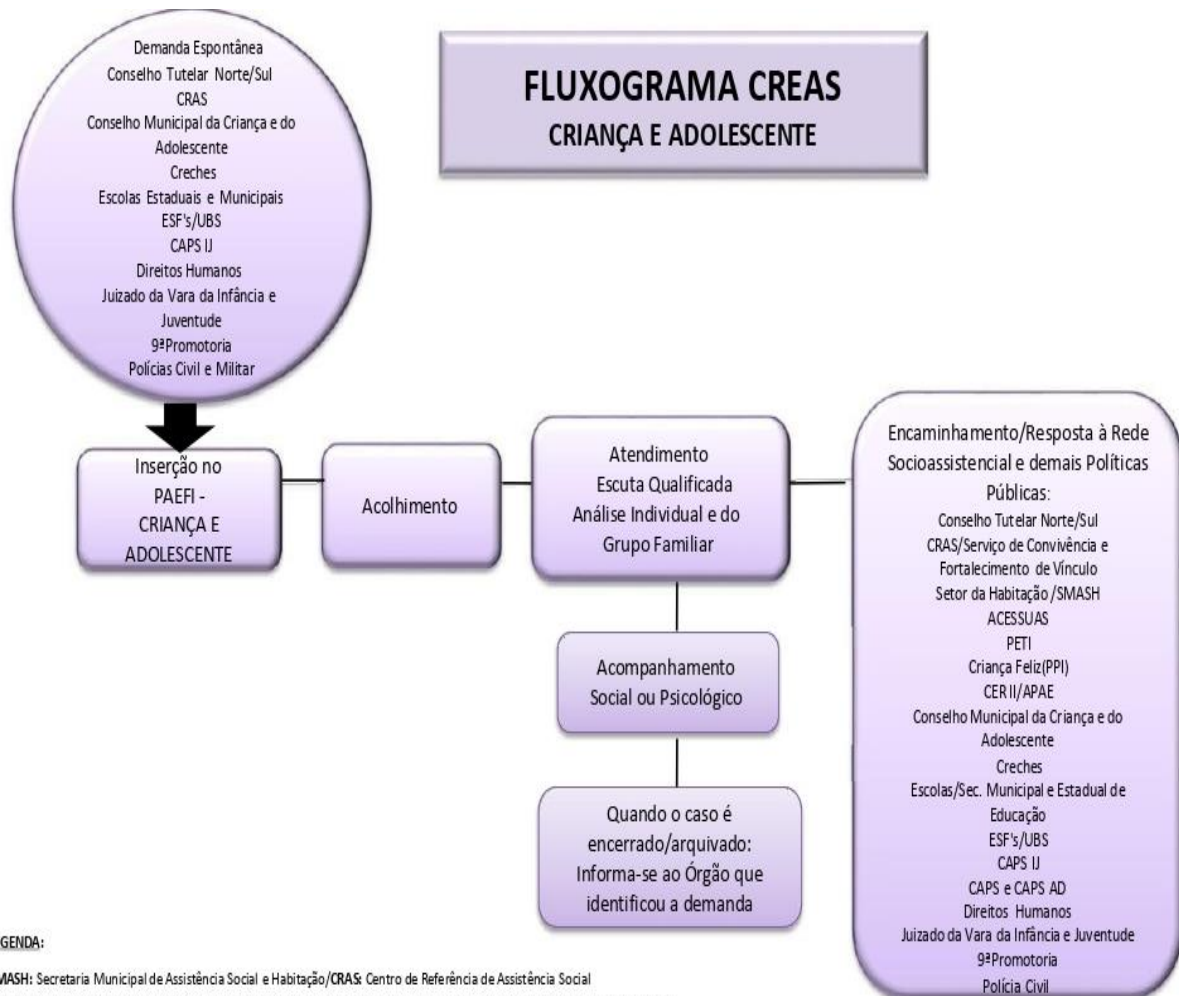 Demanda Espontânea
Conselho Tutelar Norte/Sul
CRAS
Conselho Municipal da Criança e do
Adolescente
Creches
Escolas Estaduais e Municipais
ESF's/UBS
CAPS IJ
Direitos Humanos
Juizado da Vara da Infância e
Juventude
9ªPromotoria
Polícias Civil e Militar
FLUXOGRAMA CREAS
CRIANÇA E ADOLESCENTE
Inserção no
PAEFI -
CRIANÇA E
ADOLESCENTE
Acolhimento
Atendimento
Escuta Qualificada
Análise Individual e do
Grupo Familiar
Acompanhamento
Social ou Psicológico
Quando o caso é
encerrado/arquivado:
Informa-se ao Órgão que
identificou a demanda
Encaminhamento/Resposta à Rede
Socioassistencial e demais Políticas
Públicas:
Conselho Tutelar Norte/Sul
CRAS/Serviço de Convivência e
Fortalecimento de Vínculo
Setor da Habitação /SMASH
ACESSUAS
PETI
Criança Feliz(PPI)
CER II/APAE
Conselho Municipal da Criança e do
Adolescente
Creches
Escolas/Sec. Municipal e Estadual de
Educação
ESF's/UBS
CAPS IJ
CAPS e CAPS AD
Direitos Humanos
Juizado da Vara da Infância e Juventude
9ªPromotoria
Polícia Civil
GENDA:
MASH: Secretaria Municipal de Assistência Social e Habitação/CRAS: Centro de Referência de Assistência Social